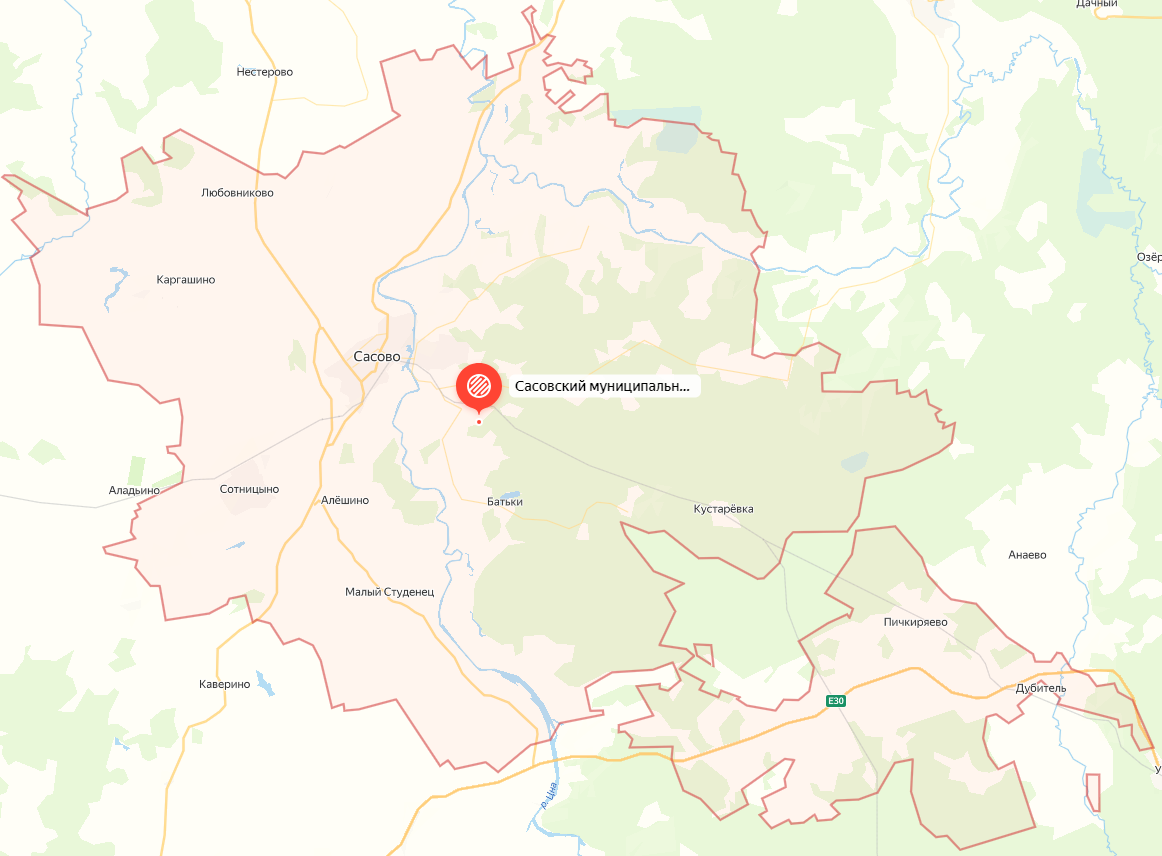 Дачный
Нестерово
Любовниково
Озёр
Каргашино
Сасово
Сасовский муниципальн...
Аладьино
Сотницыно
Алёшино
Батьки
Кустарёвка
Анаево
Малый Студенец
Пичкиряево
Каверино
Дубитель
E30
У
р. Цна